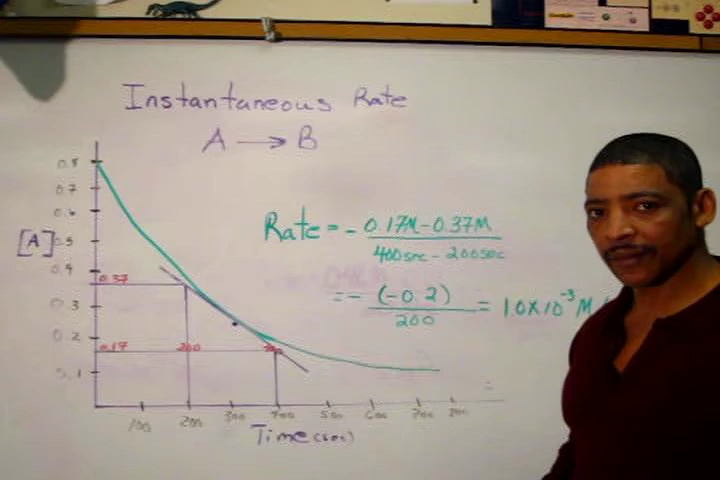 Instantaneous Rate
A → B
[A]
0.8
0.7
0.6
0.5
0.4
0.37
0.3
0.2
0.17 200 400
0.1
100 200 300 400 500 600 700 800
Time (sec)
Rate = - 0.17M - 0.37M
400sec - 200sec
= - (-0.2) = 1.0 x 10⁻³ M /
200